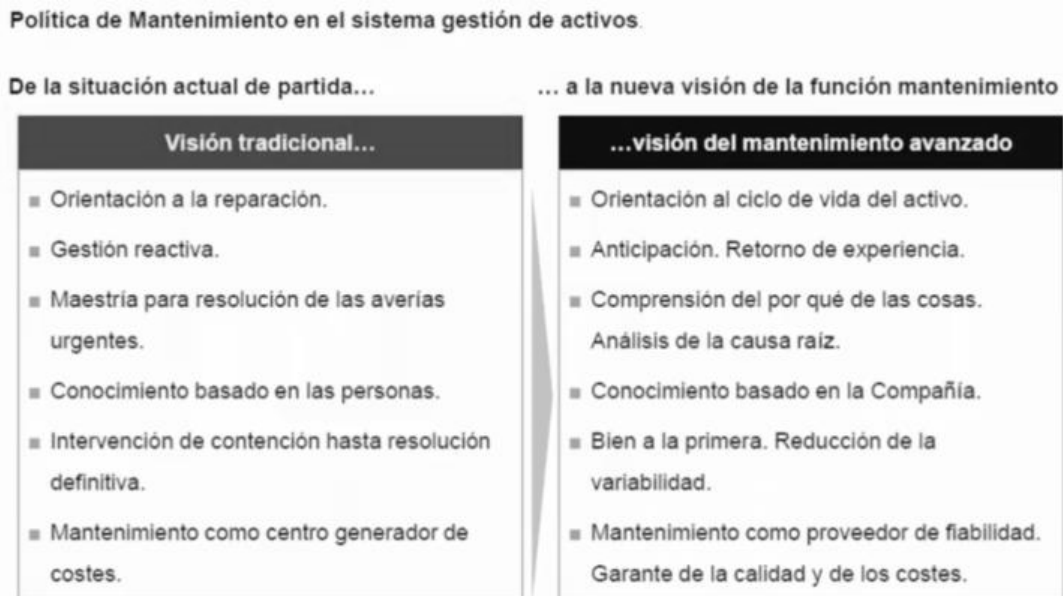 Política de Mantenimiento en el sistema gestión de activos.
De la situación actual de partida...
... a la nueva visión de la función mantenimiento
Visión tradicional...
■ Orientación a la reparación.
■ Gestión reactiva.
■ Maestría para resolución de las averías
urgentes.
■ Conocimiento basado en las personas.
■ Intervención de contención hasta resolución
definitiva.
■ Mantenimiento como centro generador de
costes.
...visión del mantenimiento avanzado
■ Orientación al ciclo de vida del activo.
■ Anticipación. Retorno de experiencia.
■ Comprensión del por qué de las cosas.
Análisis de la causa raíz.
■ Conocimiento basado en la Compañía.
■ Bien a la primera. Reducción de la
variabilidad.
■ Mantenimiento como proveedor de fiabilidad.
Garante de la calidad y de los costes.